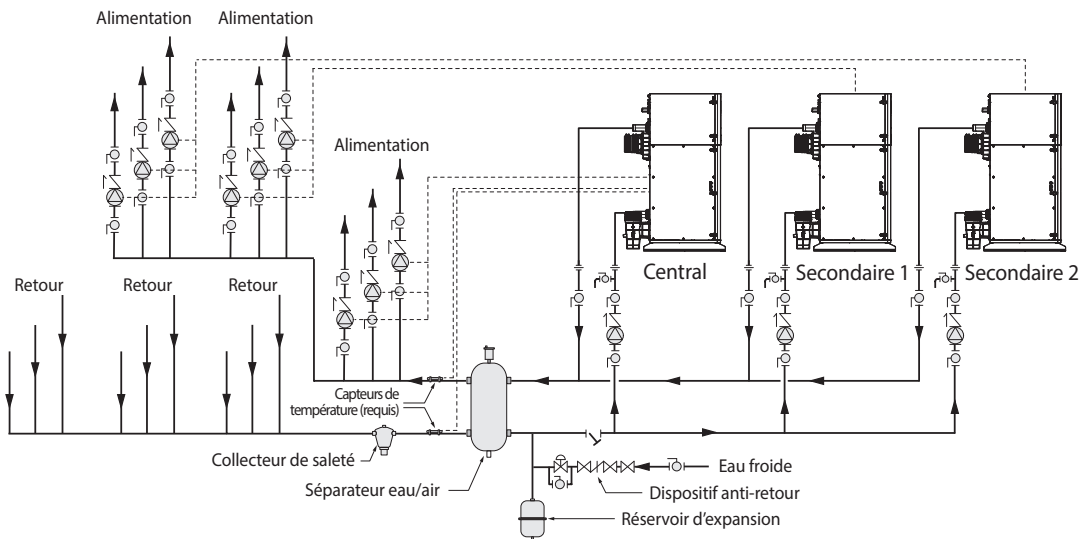 Alimentation
Alimentation
Alimentation
Central
Secondaire 1
Secondaire 2
Retour
Retour
Retour
Capteurs de
température (requis)
Collecteur de saleté
Séparateur eau/air
Eau froide
Dispositif anti-retour
Réservoir d'expansion